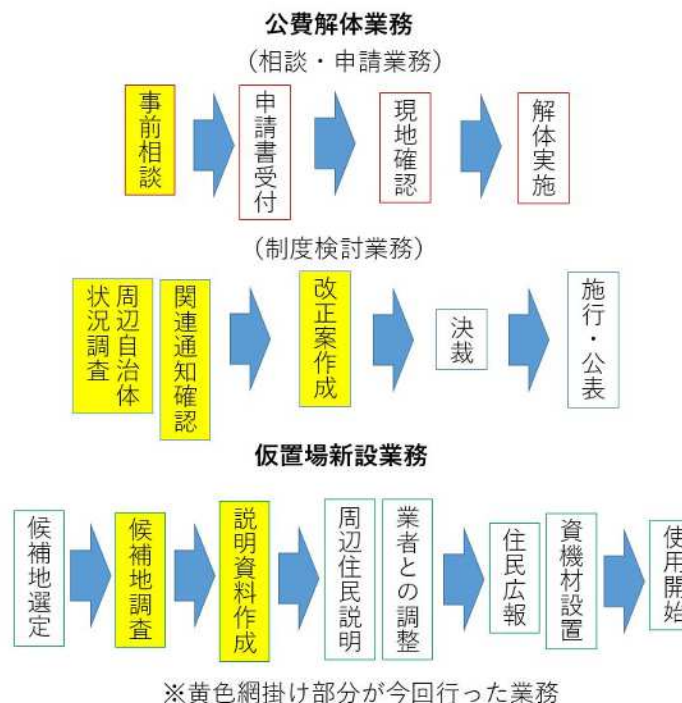 公費解体業務
（相談・申請業務）
事前相談
申請書受付
現地確認
解体実施
（制度検討業務）
周辺自治体
状況調査
関連通知確認
改正案作成
決裁
施行・公表
仮置場新設業務
候補地選定
候補地調査
説明資料作成
周辺住民説明
業者との調整
住民広報
資機材設置
使用開始
※黄色網掛け部分が今回行った業務